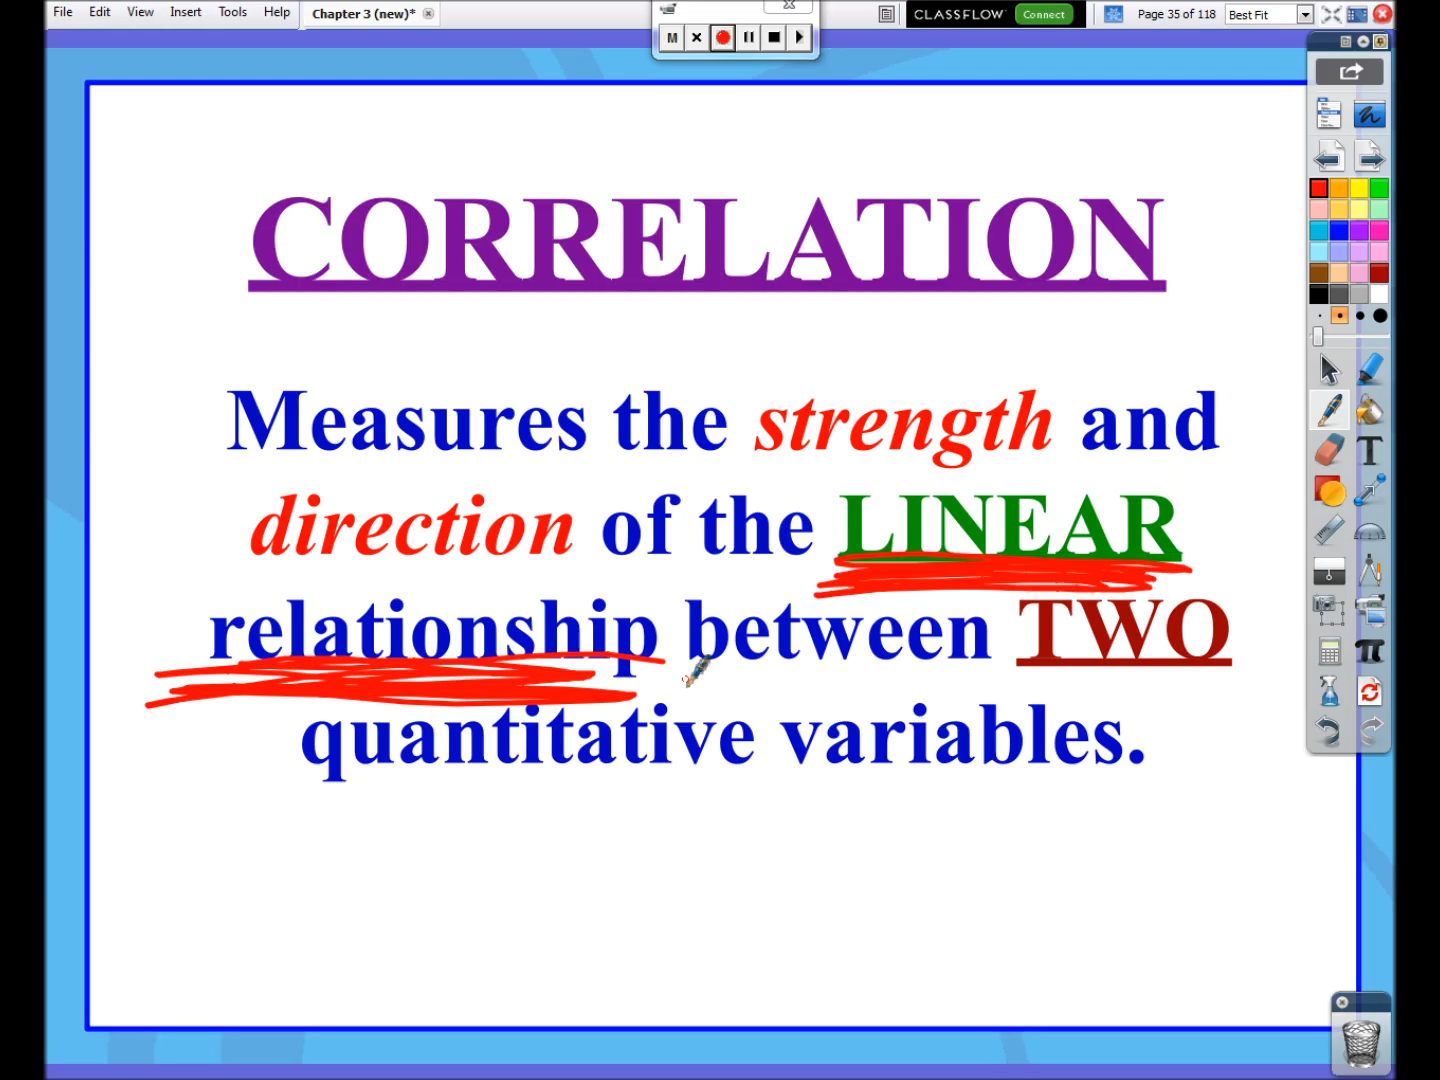 File Edit View Insert Tools Help Chapter 3 (new)* CLASSFLOW Connect Page 35 of 118 Best Fit
M
CORRELATION
Measures the strength and
direction of the LINEAR
relationship between TWO
quantitative variables.
T
π